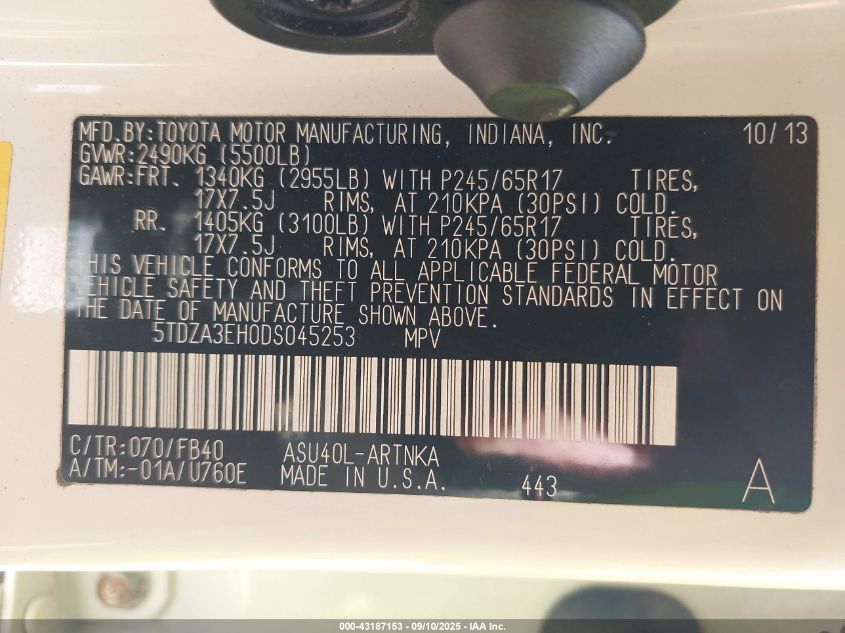 MFD.BY:TOYOTA MOTOR MANUFACTURING, INDIANA, INC. 10/13
GVWR:2490KG (5500LB)
GAWR:FRT. 1340KG (2955LB) WITH P245/65R17 TIRES,
17X7.5J RIMS, AT 210KPA (30PSI) COLD.
RR. 1405KG (3100LB) WITH P245/65R17 TIRES,
17X7.5J RIMS, AT 210KPA (30PSI) COLD.
THIS VEHICLE CONFORMS TO ALL APPLICABLE FEDERAL MOTOR
VEHICLE SAFETY AND THEFT PREVENTION STANDARDS IN EFFECT ON
THE DATE OF MANUFACTURE SHOWN ABOVE.
5TDZA3EH0DS045253 MPV
C/TR:070/FB40 ASU40L-ARTNKA
A/TM:-01A/U760E MADE IN U.S.A. 443 A
000-43187153 - 09/10/2025 - IAA Inc.